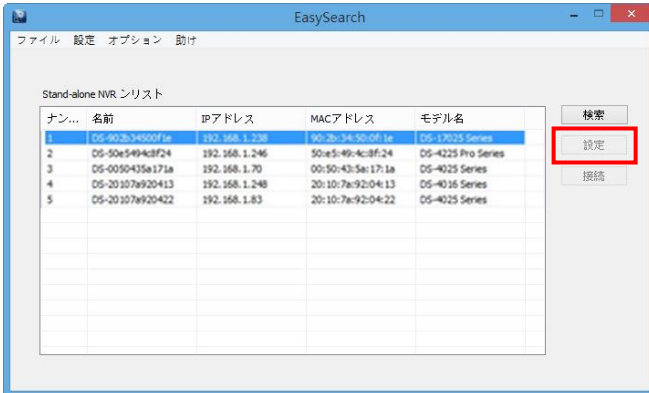 EasySearch
ファイル 設定 オプション 助け
Stand-alone NVR ンリスト
ナン... 名前 IPアドレス MACアドレス モデル名
1 DS-902b34500f1e 192.168.1.238 90:2b:34:50:0f:1e DS-17025 Series
2 DS-50e5494c8f24 192.168.1.246 50:e5:49:4c:8f:24 DS-4225 Pro Series
3 DS-0050435a171a 192.168.1.70 00:50:43:5a:17:1a DS-4025 Series
4 DS-20107a920413 192.168.1.248 20:10:7a:92:04:13 DS-4016 Series
5 DS-20107a920422 192.168.1.83 20:10:7a:92:04:22 DS-4025 Series
検索
設定
接続